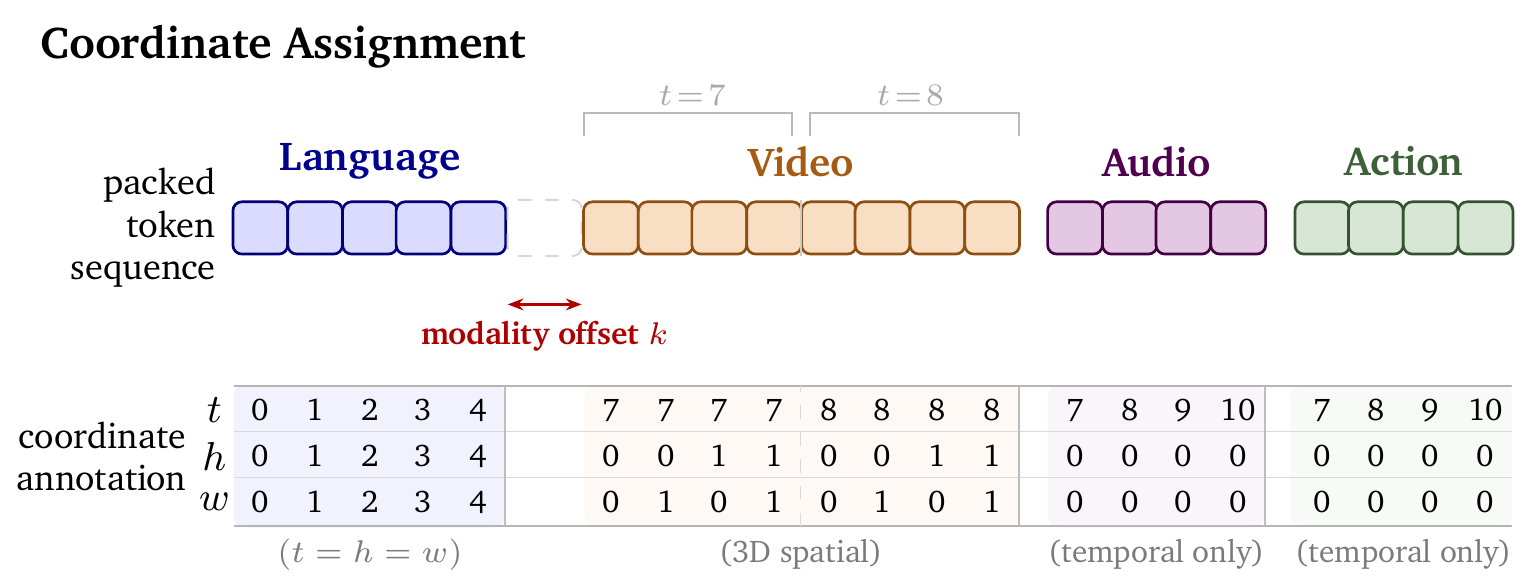 Coordinate Assignment
t = 7 t = 8
Language Video Audio Action
packed
token
sequence
modality offset k
coordinate
annotation
t 0 1 2 3 4 7 7 7 7 8 8 8 8 7 8 9 10 7 8 9 10
h 0 1 2 3 4 0 0 1 1 0 0 1 1 0 0 0 0 0 0 0 0
w 0 1 2 3 4 0 1 0 1 0 1 0 1 0 0 0 0 0 0 0 0
(t = h = w) (3D spatial) (temporal only) (temporal only)